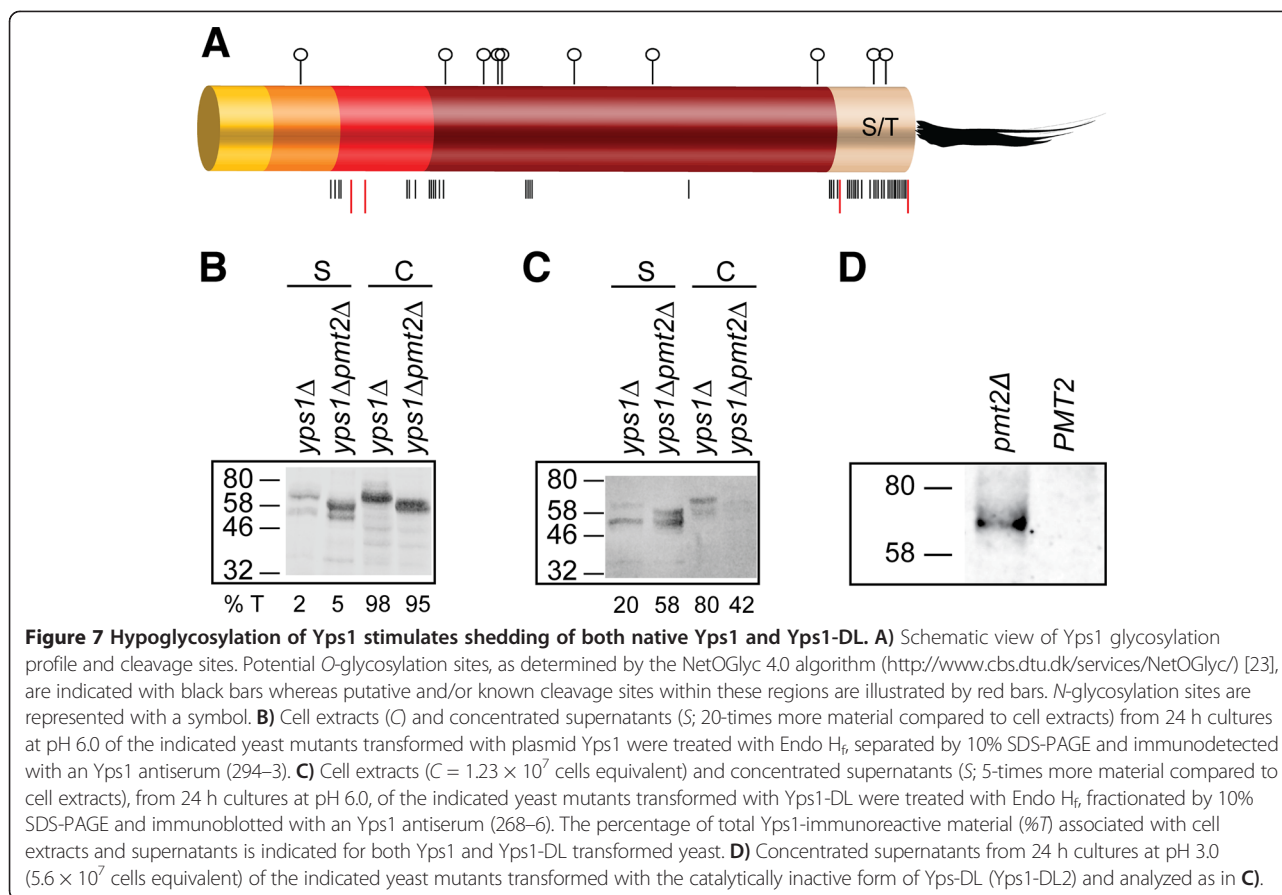 A
S/T
B
S
C
yps1Δ
yps1Δpmt2Δ
yps1Δ
yps1Δpmt2Δ
80
58
46
32
% T 2 5 98 95
C
S
C
yps1Δ
yps1Δpmt2Δ
yps1Δ
yps1Δpmt2Δ
80
58
46
32
20 58 80 42
D
pmt2Δ
PMT2
80
58
Figure 7 Hypoglycosylation of Yps1 stimulates shedding of both native Yps1 and Yps1-DL. A) Schematic view of Yps1 glycosylation
profile and cleavage sites. Potential O-glycosylation sites, as determined by the NetOGlyc 4.0 algorithm (http://www.cbs.dtu.dk/services/NetOGlyc/) [23],
are indicated with black bars whereas putative and/or known cleavage sites within these regions are illustrated by red bars. N-glycosylation sites are
represented with a symbol. B) Cell extracts (C) and concentrated supernatants (S; 20-times more material compared to cell extracts) from 24 h cultures
at pH 6.0 of the indicated yeast mutants transformed with plasmid Yps1 were treated with Endo Hf, separated by 10% SDS-PAGE and immunodetected
with an Yps1 antiserum (294–3). C) Cell extracts (C = 1.23 × 10⁷ cells equivalent) and concentrated supernatants (S; 5-times more material compared to
cell extracts), from 24 h cultures at pH 6.0, of the indicated yeast mutants transformed with Yps1-DL were treated with Endo Hf, fractionated by 10%
SDS-PAGE and immunoblotted with an Yps1 antiserum (268–6). The percentage of total Yps1-immunoreactive material (%T) associated with cell
extracts and supernatants is indicated for both Yps1 and Yps1-DL transformed yeast. D) Concentrated supernatants from 24 h cultures at pH 3.0
(5.6 × 10⁷ cells equivalent) of the indicated yeast mutants transformed with the catalytically inactive form of Yps-DL (Yps1-DL2) and analyzed as in C).